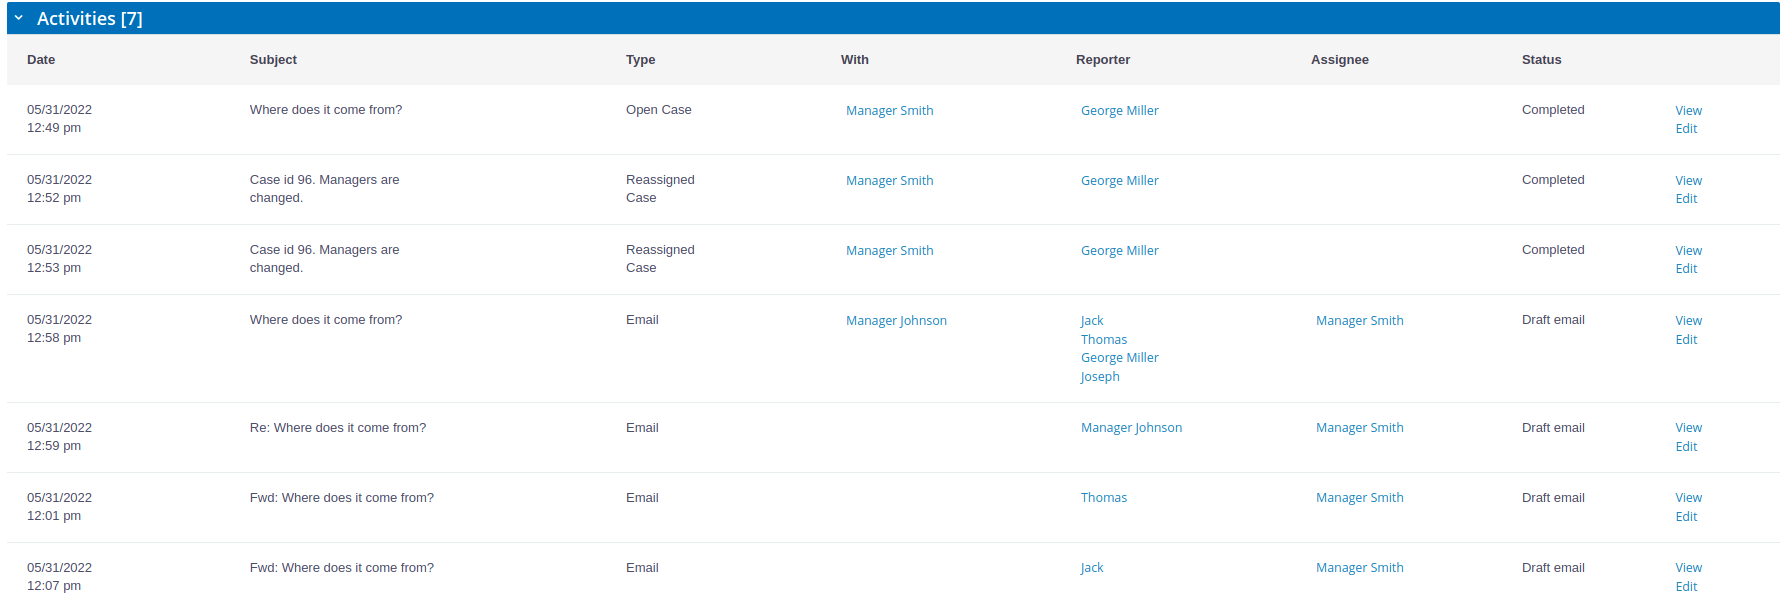 Activities [7]
Date Subject Type With Reporter Assignee Status
05/31/2022 Where does it come from? Open Case Manager Smith George Miller Completed View
12:49 pm Edit
05/31/2022 Case id 96. Managers are Reassigned Manager Smith George Miller Completed View
12:52 pm changed. Case Edit
05/31/2022 Case id 96. Managers are Reassigned Manager Smith George Miller Completed View
12:53 pm changed. Case Edit
05/31/2022 Where does it come from? Email Manager Johnson Jack Manager Smith Draft email View
12:58 pm Thomas Edit
George Miller
Joseph
05/31/2022 Re: Where does it come from? Email Manager Johnson Manager Smith Draft email View
12:59 pm Edit
05/31/2022 Fwd: Where does it come from? Email Thomas Manager Smith Draft email View
12:01 pm Edit
05/31/2022 Fwd: Where does it come from? Email Jack Manager Smith Draft email View
12:07 pm Edit